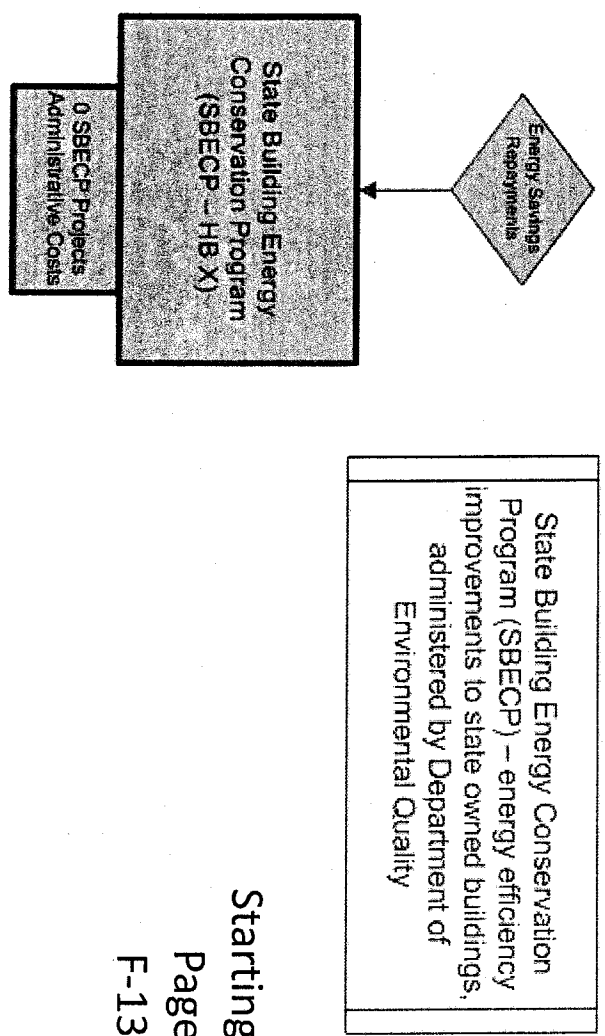 Energy Savings
Repayments
State Building Energy
Conservation Program
(SBECP – HB X)
0 SBECP Projects
Administrative Costs
State Building Energy Conservation
Program (SBECP) – energy efficiency
improvements to state owned buildings,
administered by Department of
Environmental Quality
Starting
Page
F-13